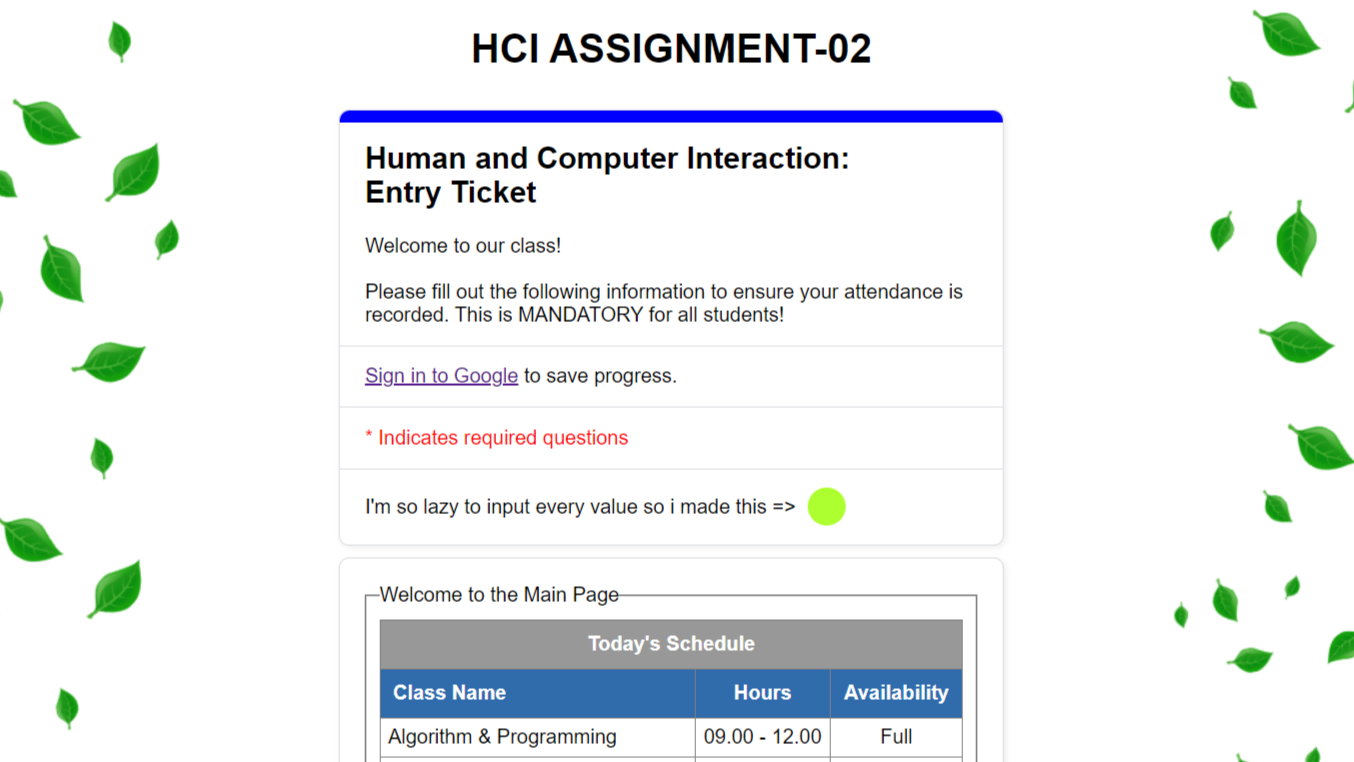 HCI ASSIGNMENT-02
Human and Computer Interaction:
Entry Ticket
Welcome to our class!
Please fill out the following information to ensure your attendance is
recorded. This is MANDATORY for all students!
Sign in to Google to save progress.
* Indicates required questions
I'm so lazy to input every value so i made this =>
Welcome to the Main Page
Today's Schedule
Class Name Hours Availability
Algorithm & Programming 09.00 - 12.00 Full